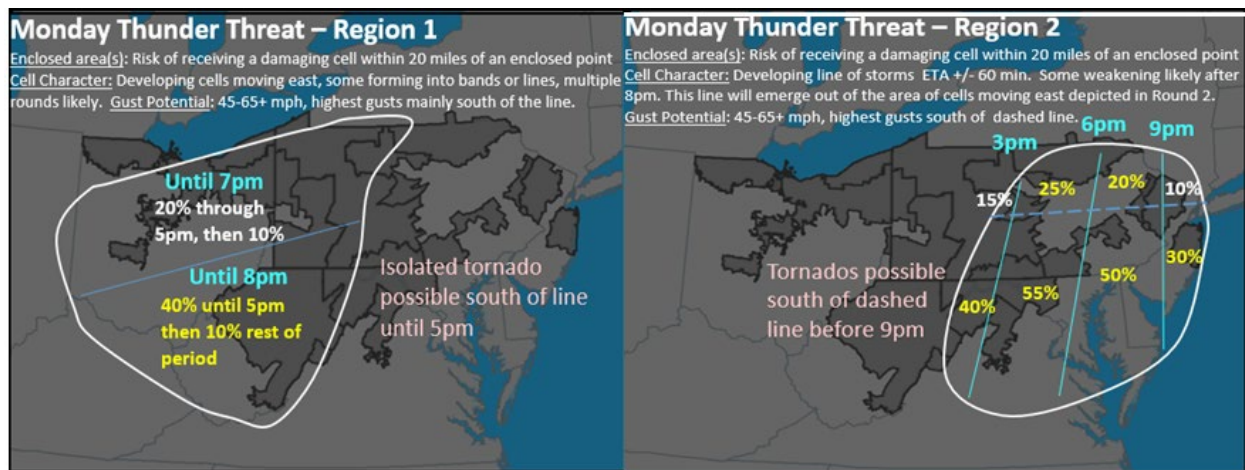 Monday Thunder Threat – Region 1
Enclosed area(s): Risk of receiving a damaging cell within 20 miles of an enclosed point
Cell Character: Developing cells moving east, some forming into bands or lines, multiple
rounds likely. Gust Potential: 45-65+ mph, highest gusts mainly south of the line.
Until 7pm
20% through
5pm, then 10%
Until 8pm
40% until 5pm
then 10% rest of
period
Isolated tornado
possible south of line
until 5pm
Monday Thunder Threat – Region 2
Enclosed area(s): Risk of receiving a damaging cell within 20 miles of an enclosed point
Cell Character: Developing line of storms ETA +/- 60 min. Some weakening likely after
8pm. This line will emerge out of the area of cells moving east depicted in Round 2.
Gust Potential: 45-65+ mph, highest gusts south of dashed line.
3pm 6pm 9pm
15% 25% 20% 10%
40% 55% 50% 30%
Tornados possible
south of dashed
line before 9pm